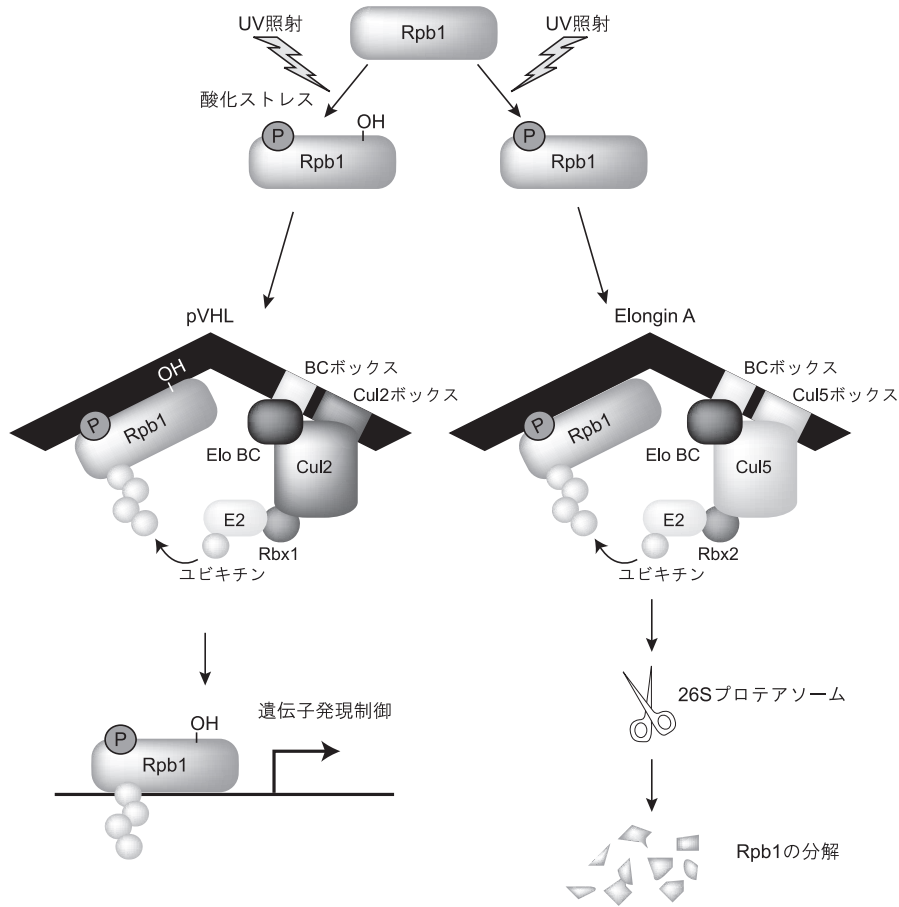 UV照射
Rpb1
UV照射
酸化ストレス
P
OH
Rpb1
P
Rpb1
pVHL
OH
P
Rpb1
BCボックス
Cul2ボックス
Elo BC
Cul2
E2
Rbx1
ユビキチン
Elongin A
P
Rpb1
BCボックス
Cul5ボックス
Elo BC
Cul5
E2
Rbx2
ユビキチン
遺伝子発現制御
P
OH
Rpb1
26Sプロテアソーム
Rpb1の分解